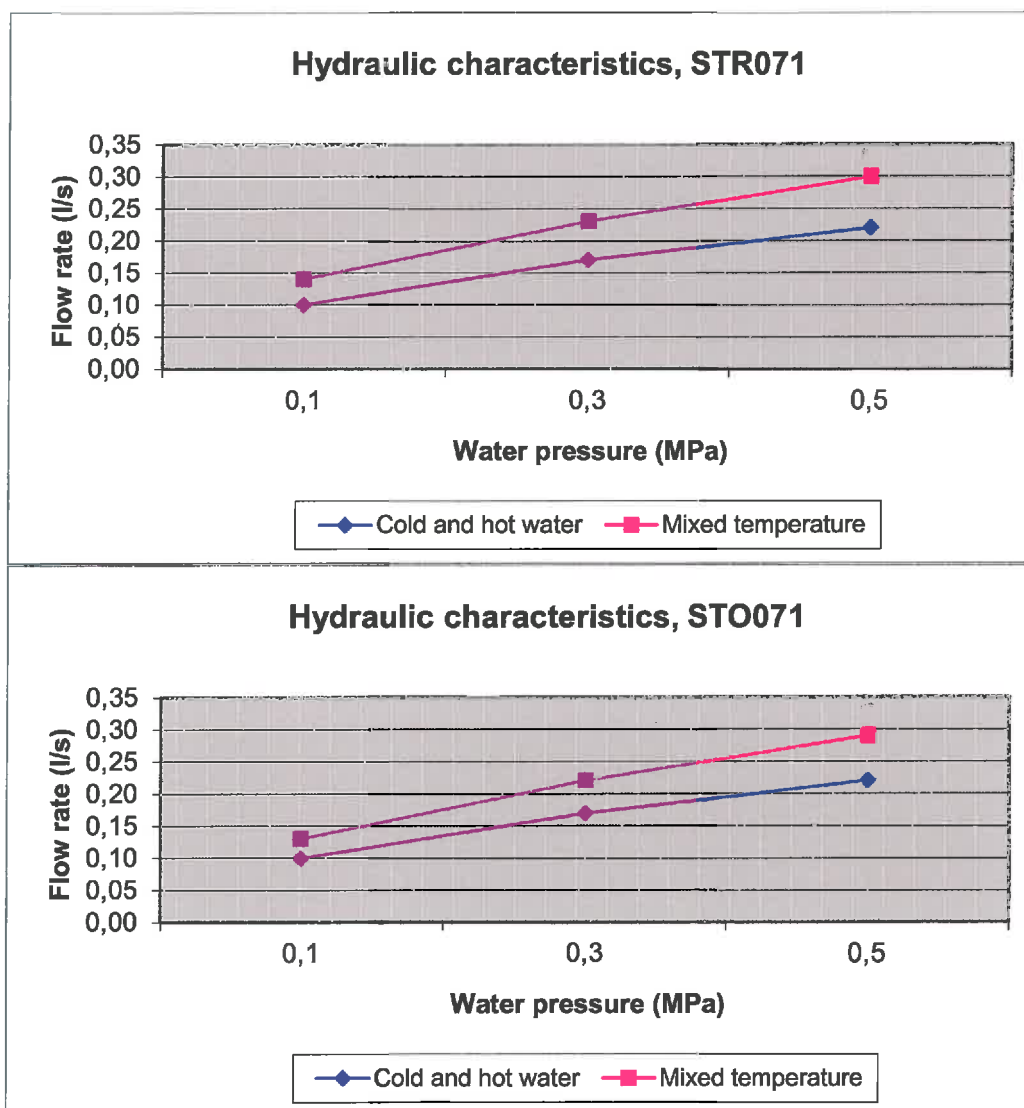 Hydraulic characteristics, STR071
Flow rate (l/s)
0,35
0,30
0,25
0,20
0,15
0,10
0,05
0,00
0,1 0,3 0,5
Water pressure (MPa)
Cold and hot water Mixed temperature
Hydraulic characteristics, STO071
Flow rate (l/s)
0,35
0,30
0,25
0,20
0,15
0,10
0,05
0,00
0,1 0,3 0,5
Water pressure (MPa)
Cold and hot water Mixed temperature